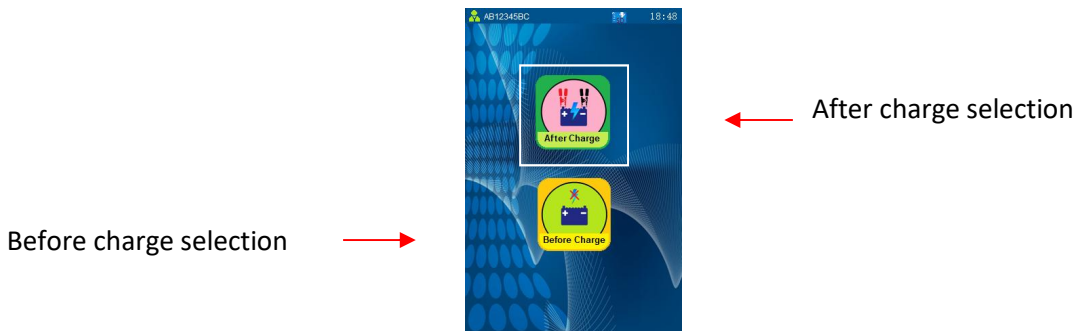 AB12345BC 18:48
After charge selection
After Charge
Before charge selection
Before Charge